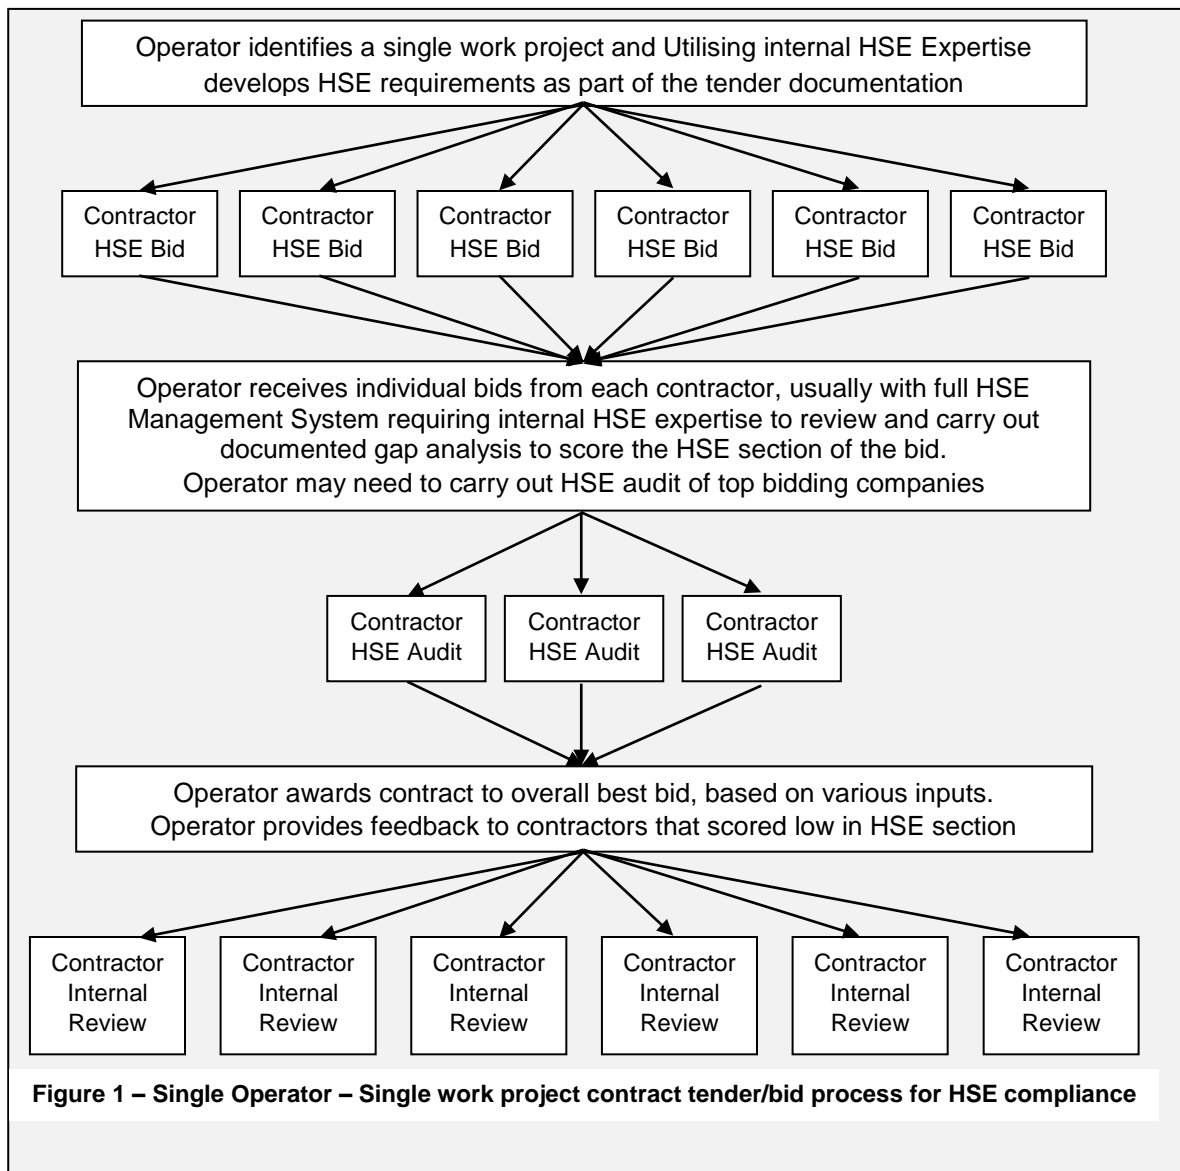 Operator identifies a single work project and Utilising internal HSE Expertise
develops HSE requirements as part of the tender documentation
Contractor
HSE Bid
Contractor
HSE Bid
Contractor
HSE Bid
Contractor
HSE Bid
Contractor
HSE Bid
Contractor
HSE Bid
Operator receives individual bids from each contractor, usually with full HSE
Management System requiring internal HSE expertise to review and carry out
documented gap analysis to score the HSE section of the bid.
Operator may need to carry out HSE audit of top bidding companies
Contractor
HSE Audit
Contractor
HSE Audit
Contractor
HSE Audit
Operator awards contract to overall best bid, based on various inputs.
Operator provides feedback to contractors that scored low in HSE section
Contractor
Internal
Review
Contractor
Internal
Review
Contractor
Internal
Review
Contractor
Internal
Review
Contractor
Internal
Review
Contractor
Internal
Review
Figure 1 – Single Operator – Single work project contract tender/bid process for HSE compliance